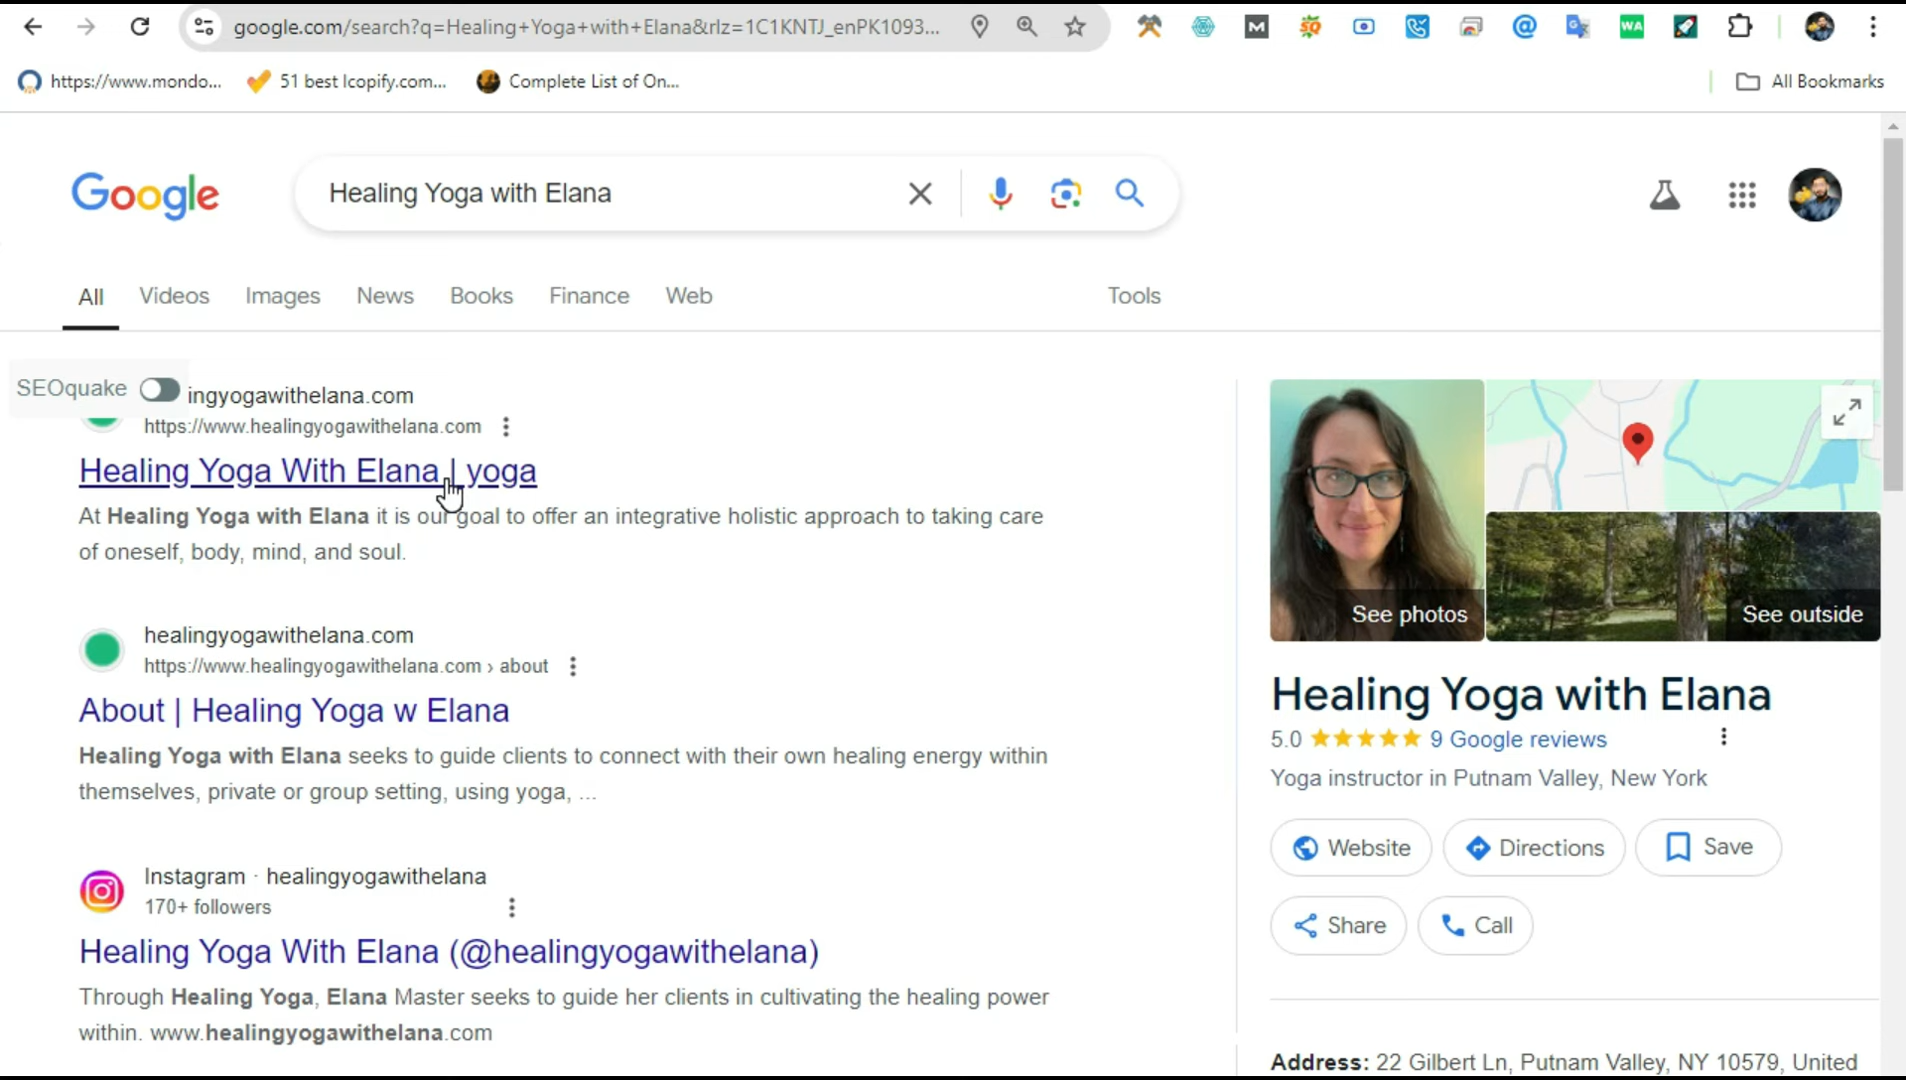 google.com/search?q=Healing+Yoga+with+Elana&rlz=1C1KNTJ_enPK1093...
https://www.mondo... 51 best Icopify.com... Complete List of On... All Bookmarks
Google Healing Yoga with Elana
All Videos Images News Books Finance Web Tools
SEOquake
ingyogawithelana.com
https://www.healingyogawithelana.com
Healing Yoga With Elana | yoga
At Healing Yoga with Elana it is our goal to offer an integrative holistic approach to taking care
of oneself, body, mind, and soul.
healingyogawithelana.com
https://www.healingyogawithelana.com › about
About | Healing Yoga w Elana
Healing Yoga with Elana seeks to guide clients to connect with their own healing energy within
themselves, private or group setting, using yoga, ...
Instagram · healingyogawithelana
170+ followers
Healing Yoga With Elana (@healingyogawithelana)
Through Healing Yoga, Elana Master seeks to guide her clients in cultivating the healing power
within. www.healingyogawithelana.com
See photos
See outside
Healing Yoga with Elana
5.0 9 Google reviews
Yoga instructor in Putnam Valley, New York
Website Directions Save
Share Call
Address: 22 Gilbert Ln, Putnam Valley, NY 10579, United
M
SQ
WA